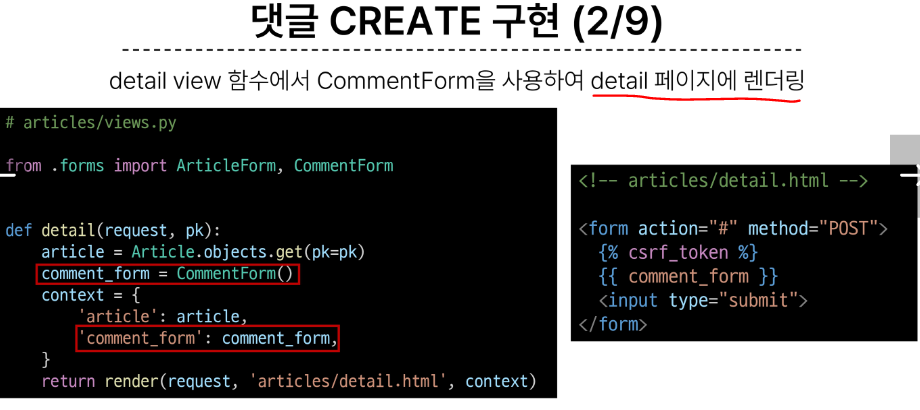 댓글 CREATE 구현 (2/9)
detail view 함수에서 CommentForm을 사용하여 detail 페이지에 렌더링
# articles/views.py
from .forms import ArticleForm, CommentForm
def detail(request, pk):
    article = Article.objects.get(pk=pk)
    comment_form = CommentForm()
    context = {
        'article': article,
        'comment_form': comment_form,
    }
    return render(request, 'articles/detail.html', context)
<!-- articles/detail.html -->
<form action="#" method="POST">
  {% csrf_token %}
  {{ comment_form }}
  <input type="submit">
</form>